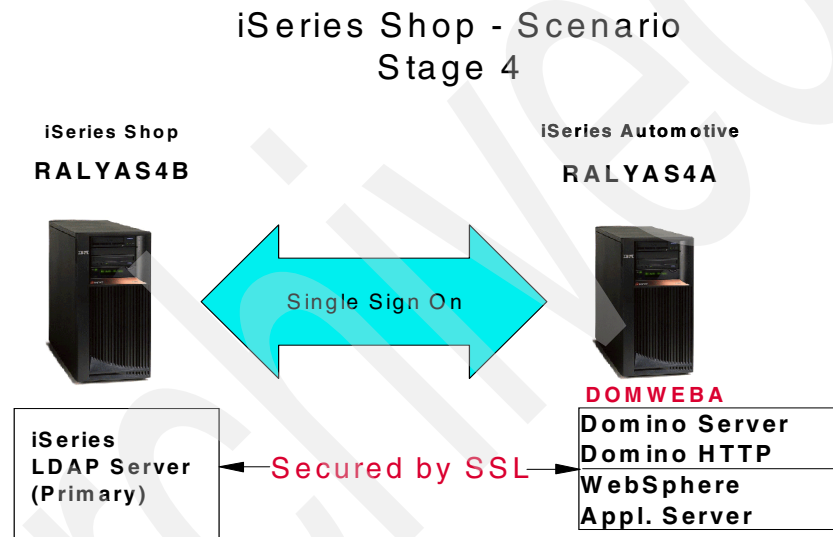 iSeries Shop - Scenario
Stage 4
iSeries Shop
RALYAS4B
iSeries Automotive
RALYAS4A
Single Sign On
DOMWEBA
iSeries
LDAP Server
(Primary)
Secured by SSL
Domino Server
Domino HTTP
WebSphere
Appl. Server